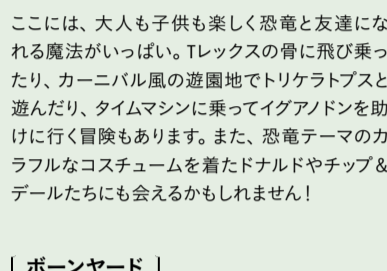 ここには、大人も子供も楽しく恐竜と友達にな
れる魔法がいっぱい。Tレックスの骨に飛び乗っ
たり、カーニバル風の遊園地でトリケラトプスと
遊んだり、タイムマシンに乗ってイグアノドンを助
けに行く冒険もあります。また、恐竜テーマのカ
ラフルなコスチュームを着たドナルドやチップ＆
デールたちにも会えるかもしれません！
ボーンヤード